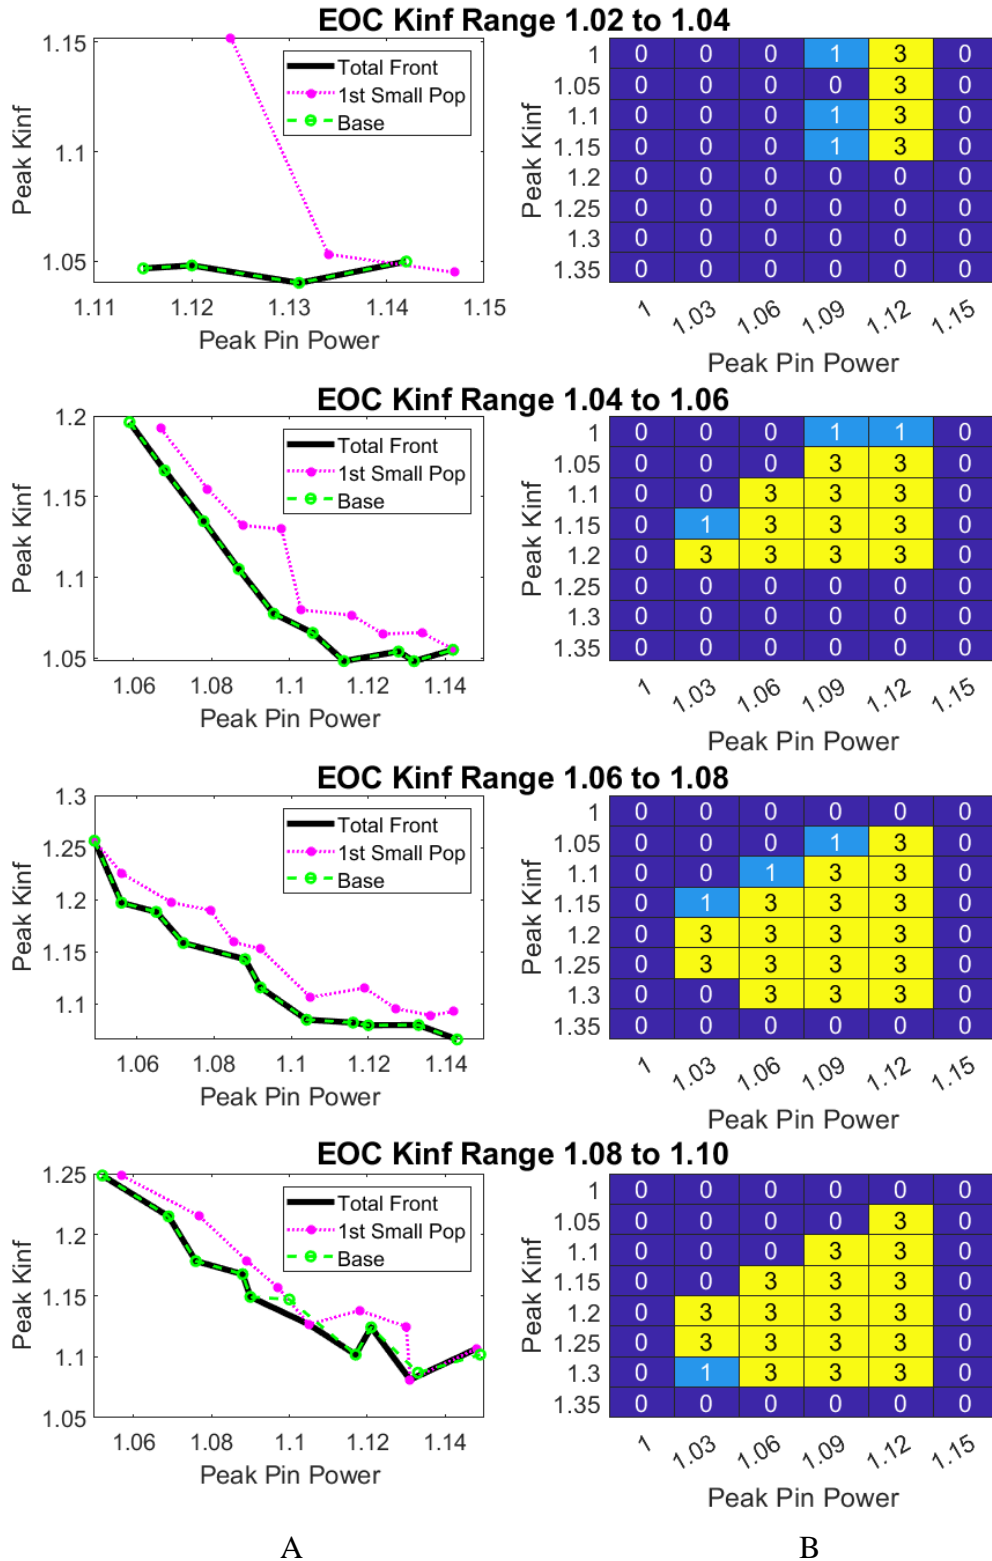 EOC Kinf Range 1.02 to 1.04
Peak Kinf
1.15
1.1
1.05
Total Front
1st Small Pop
Base
1.11 1.12 1.13 1.14 1.15
Peak Pin Power
Peak Kinf
1 0 0 0 1 3 0
1.05 0 0 0 0 3 0
1.1 0 0 0 1 3 0
1.15 0 0 0 1 3 0
1.2 0 0 0 0 0 0
1.25 0 0 0 0 0 0
1.3 0 0 0 0 0 0
1.35 0 0 0 0 0 0
1 1.03 1.06 1.09 1.12 1.15
Peak Pin Power
EOC Kinf Range 1.04 to 1.06
Peak Kinf
1.2
1.15
1.1
1.05
Total Front
1st Small Pop
Base
1.06 1.08 1.1 1.12 1.14
Peak Pin Power
Peak Kinf
1 0 0 0 1 1 0
1.05 0 0 0 3 3 0
1.1 0 0 3 3 3 0
1.15 0 1 3 3 3 0
1.2 0 3 3 3 3 0
1.25 0 0 0 0 0 0
1.3 0 0 0 0 0 0
1.35 0 0 0 0 0 0
1 1.03 1.06 1.09 1.12 1.15
Peak Pin Power
EOC Kinf Range 1.06 to 1.08
Peak Kinf
1.3
1.25
1.2
1.15
1.1
Total Front
1st Small Pop
Base
1.06 1.08 1.1 1.12 1.14
Peak Pin Power
Peak Kinf
1 0 0 0 0 0 0
1.05 0 0 0 1 3 0
1.1 0 0 1 3 3 0
1.15 0 1 3 3 3 0
1.2 0 3 3 3 3 0
1.25 0 3 3 3 3 0
1.3 0 0 3 3 3 0
1.35 0 0 0 0 0 0
1 1.03 1.06 1.09 1.12 1.15
Peak Pin Power
EOC Kinf Range 1.08 to 1.10
Peak Kinf
1.25
1.2
1.15
1.1
1.05
Total Front
1st Small Pop
Base
1.06 1.08 1.1 1.12 1.14
Peak Pin Power
Peak Kinf
1 0 0 0 0 0 0
1.05 0 0 0 0 3 0
1.1 0 0 0 3 3 0
1.15 0 0 3 3 3 0
1.2 0 3 3 3 3 0
1.25 0 3 3 3 3 0
1.3 0 1 3 3 3 0
1.35 0 0 0 0 0 0
1 1.03 1.06 1.09 1.12 1.15
Peak Pin Power
A B